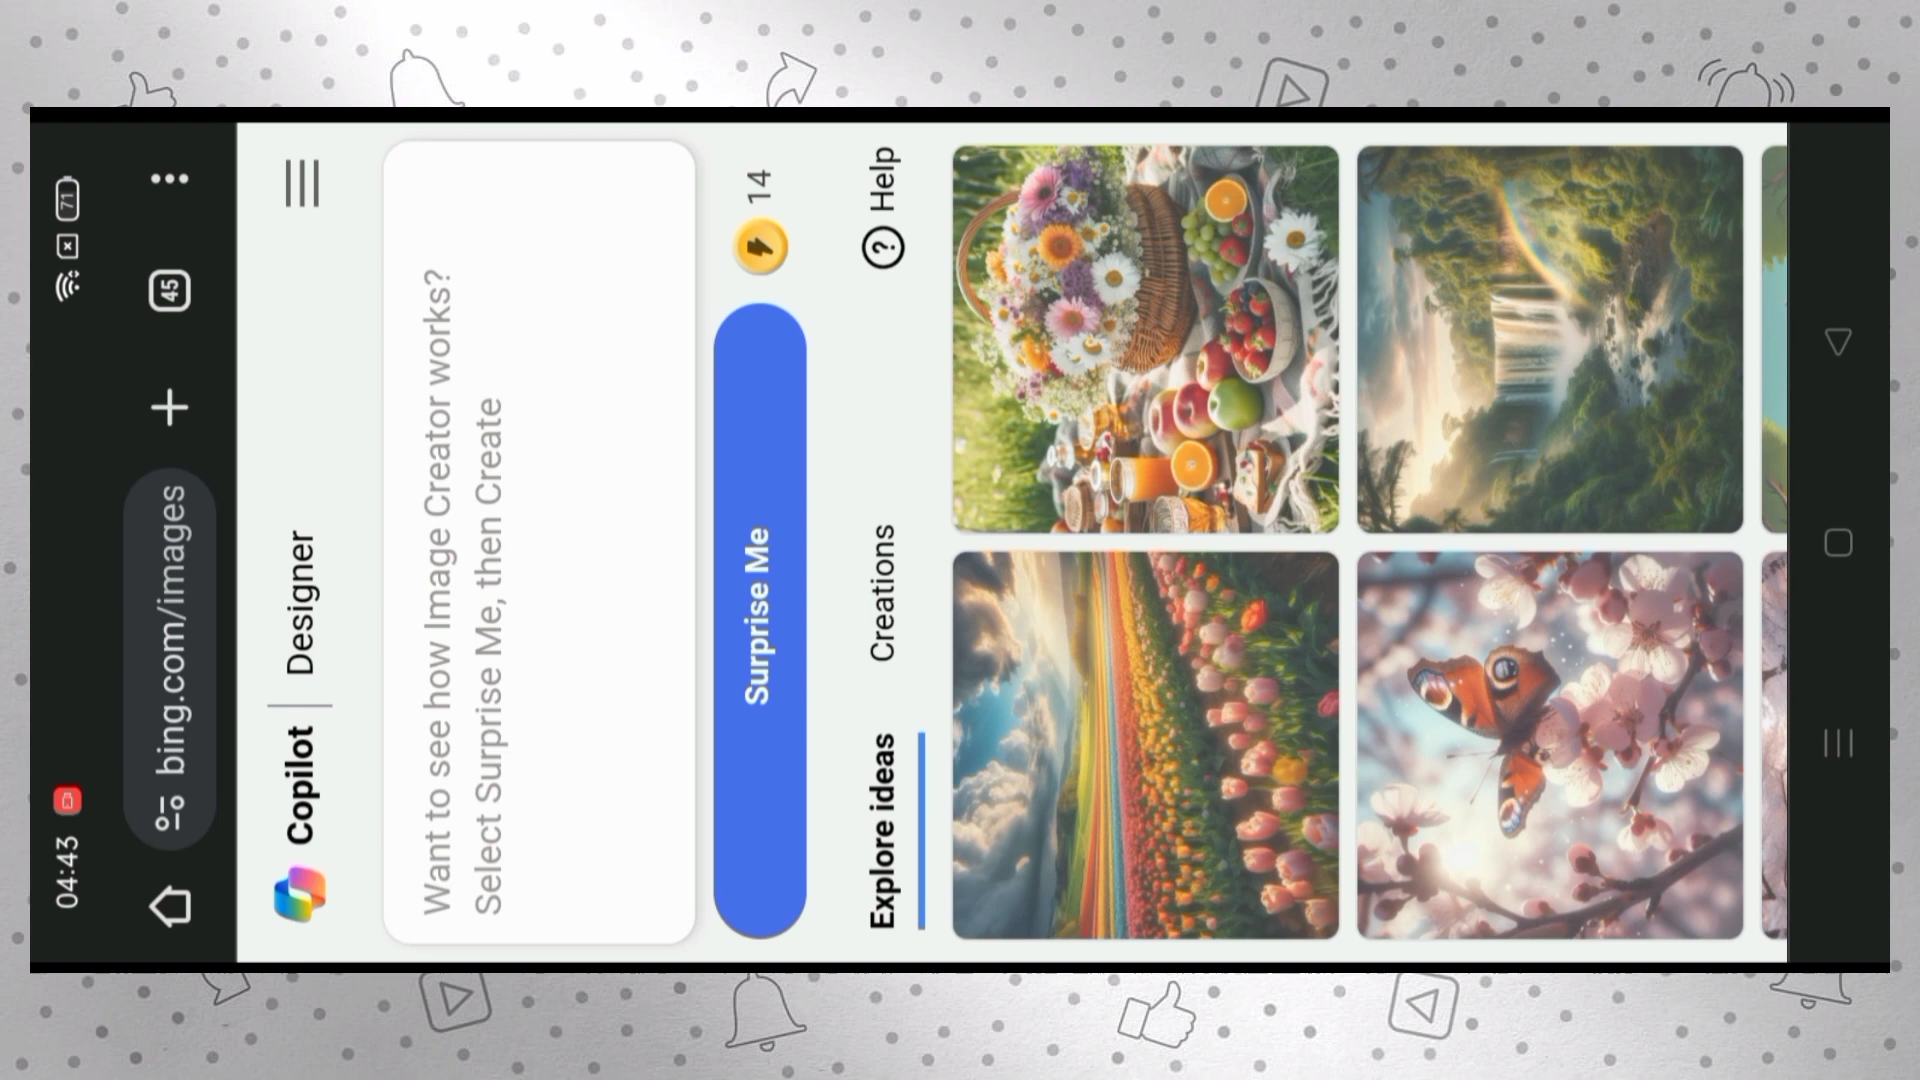 04:43
71
bing.com/images
45
Copilot
Designer
Want to see how Image Creator works?
Select Surprise Me, then Create
Surprise Me
14
Explore ideas
Creations
? Help